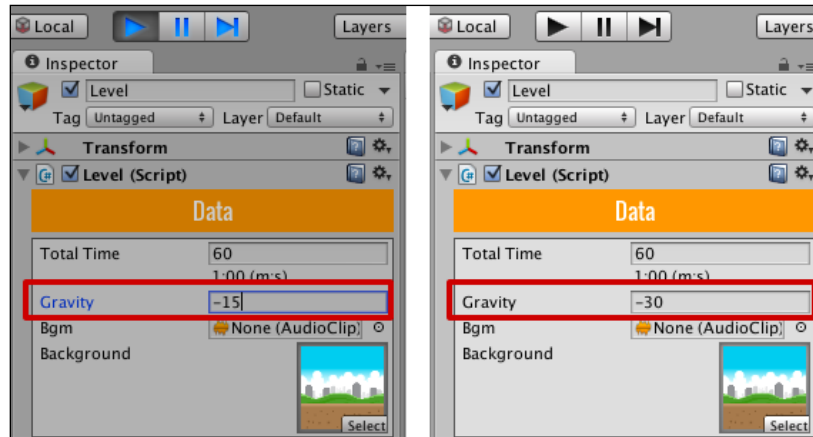 Local
Layers
Inspector
Level
Static
Tag Untagged Layer Default
Transform
Level (Script)
Data
Total Time 60
1:00 (m:s)
Gravity -15
Bgm None (AudioClip)
Background
Select
Local
Layers
Inspector
Level
Static
Tag Untagged Layer Default
Transform
Level (Script)
Data
Total Time 60
1:00 (m:s)
Gravity -30
Bgm None (AudioClip)
Background
Select